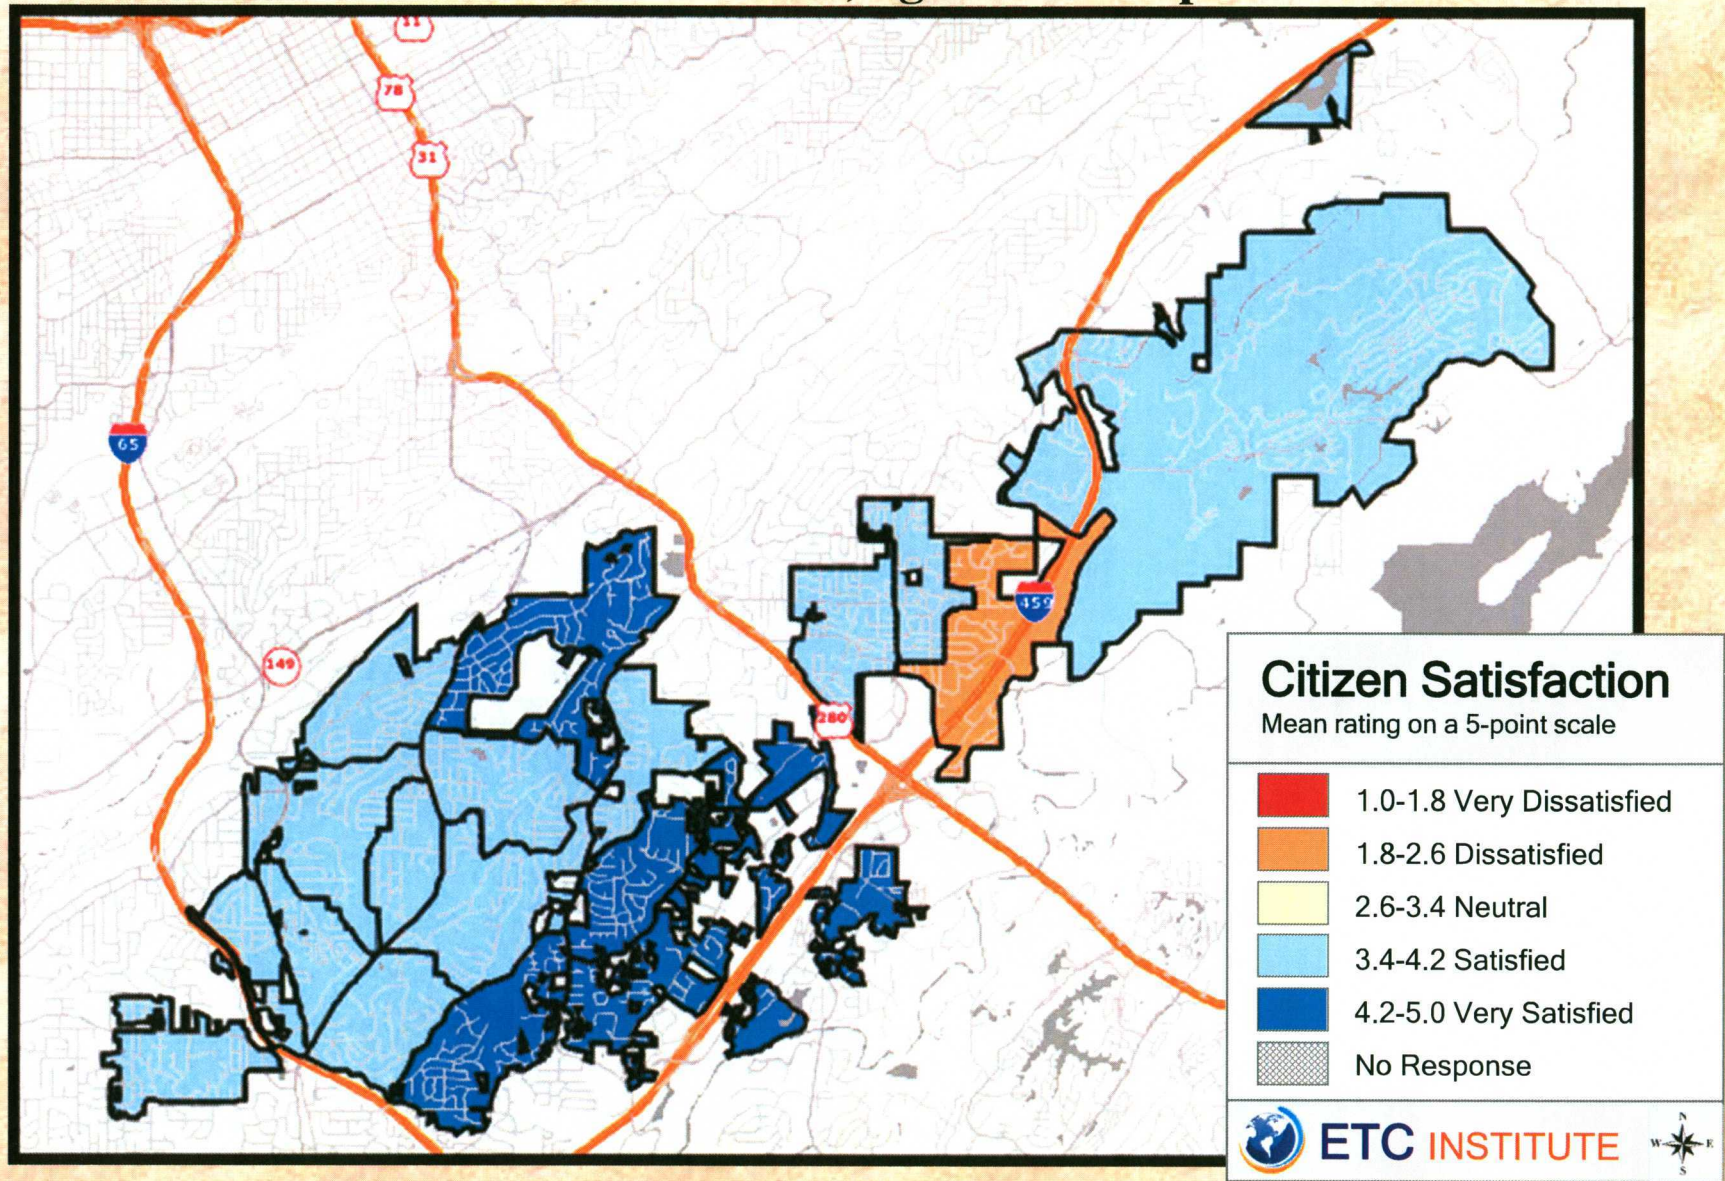 11
78
31
65
149
280
459
Citizen Satisfaction
Mean rating on a 5-point scale
1.0-1.8 Very Dissatisfied
1.8-2.6 Dissatisfied
2.6-3.4 Neutral
3.4-4.2 Satisfied
4.2-5.0 Very Satisfied
No Response
ETC INSTITUTE
N
W E
S